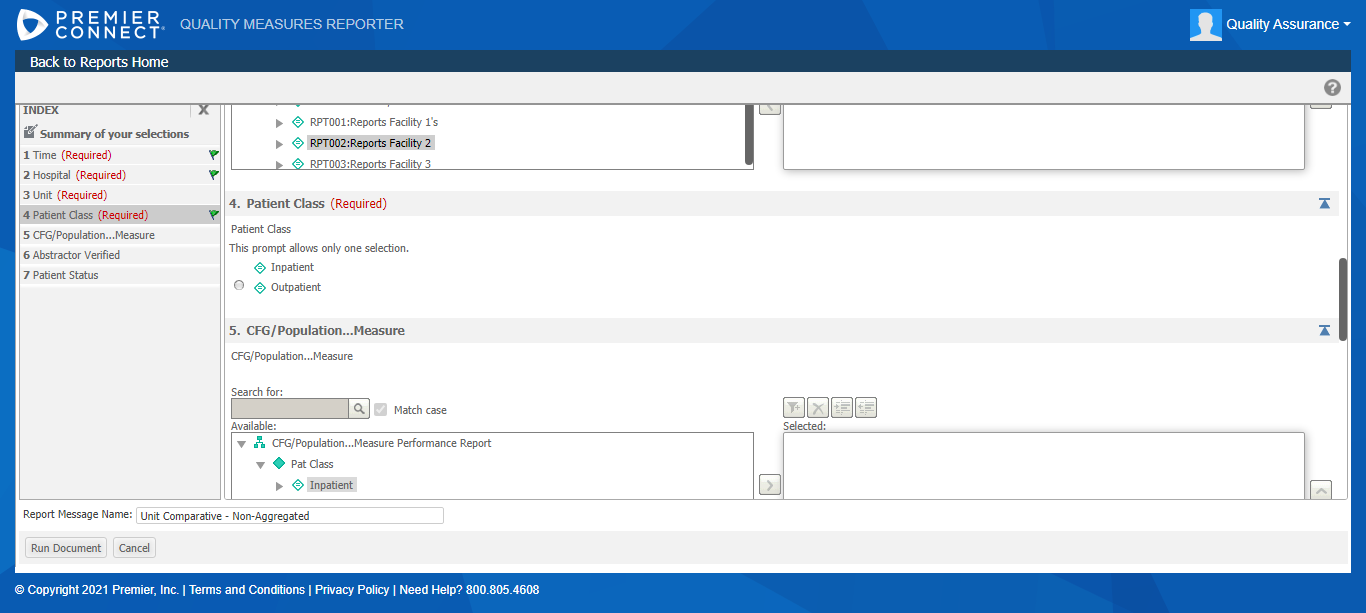 PREMIER
CONNECT
QUALITY MEASURES REPORTER
Quality Assurance
Back to Reports Home
?
INDEX
X
Summary of your selections
1 Time (Required)
2 Hospital (Required)
3 Unit (Required)
4 Patient Class (Required)
5 CFG/Population...Measure
6 Abstractor Verified
7 Patient Status
RPT001:Reports Facility 1's
RPT002:Reports Facility 2
RPT003:Reports Facility 3
4. Patient Class (Required)
Patient Class
This prompt allows only one selection.
Inpatient
Outpatient
5. CFG/Population...Measure
CFG/Population...Measure
Search for:
Match case
Available:
Selected:
CFG/Population...Measure Performance Report
Pat Class
Inpatient
Report Message Name: Unit Comparative - Non-Aggregated
Run Document Cancel
© Copyright 2021 Premier, Inc. | Terms and Conditions | Privacy Policy | Need Help? 800.805.4608